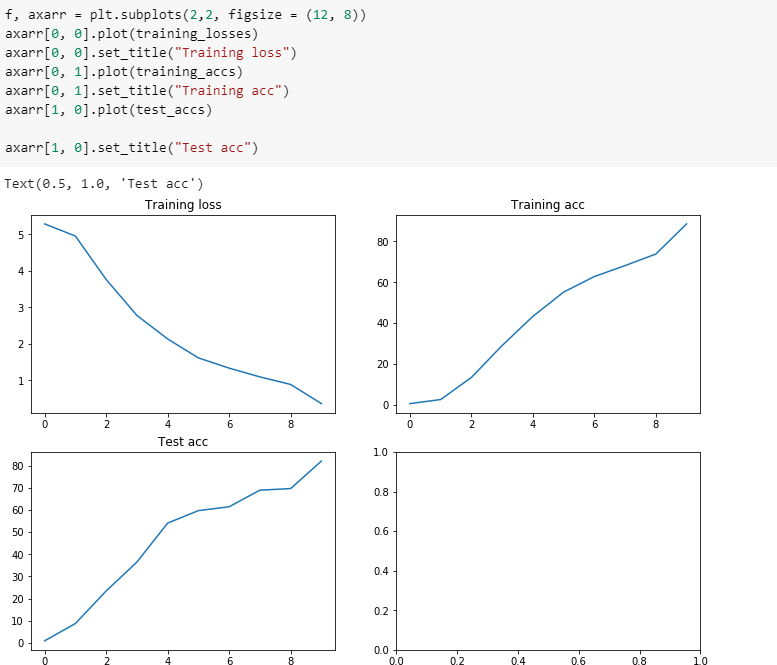 f, axarr = plt.subplots(2,2, figsize = (12, 8))
axarr[0, 0].plot(training_losses)
axarr[0, 0].set_title("Training loss")
axarr[0, 1].plot(training_accs)
axarr[0, 1].set_title("Training acc")
axarr[1, 0].plot(test_accs)
axarr[1, 0].set_title("Test acc")
Text(0.5, 1.0, 'Test acc')
Training loss
5
4
3
2
1
0 2 4 6 8
Training acc
80
60
40
20
0
0 2 4 6 8
Test acc
80
70
60
50
40
30
20
10
0
0 2 4 6 8
1.0
0.8
0.6
0.4
0.2
0.0
0.0 0.2 0.4 0.6 0.8 1.0